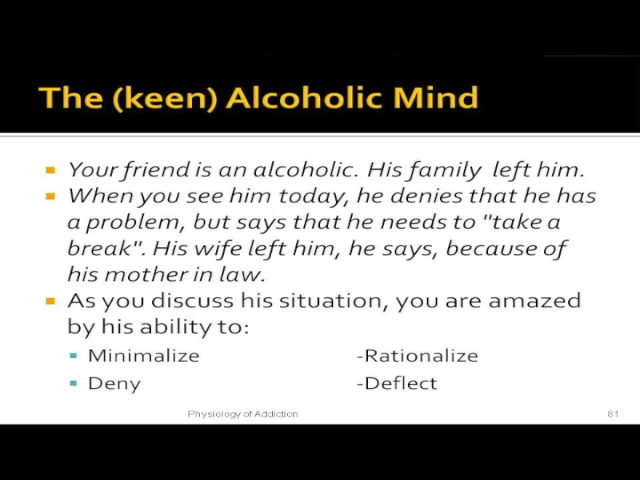 The (keen) Alcoholic Mind
Your friend is an alcoholic. His family left him.
When you see him today, he denies that he has
a problem, but says that he needs to "take a
break". His wife left him, he says, because of
his mother in law.
As you discuss his situation, you are amazed
by his ability to:
Minimalize -Rationalize
Deny -Deflect
Physiology of Addiction 81